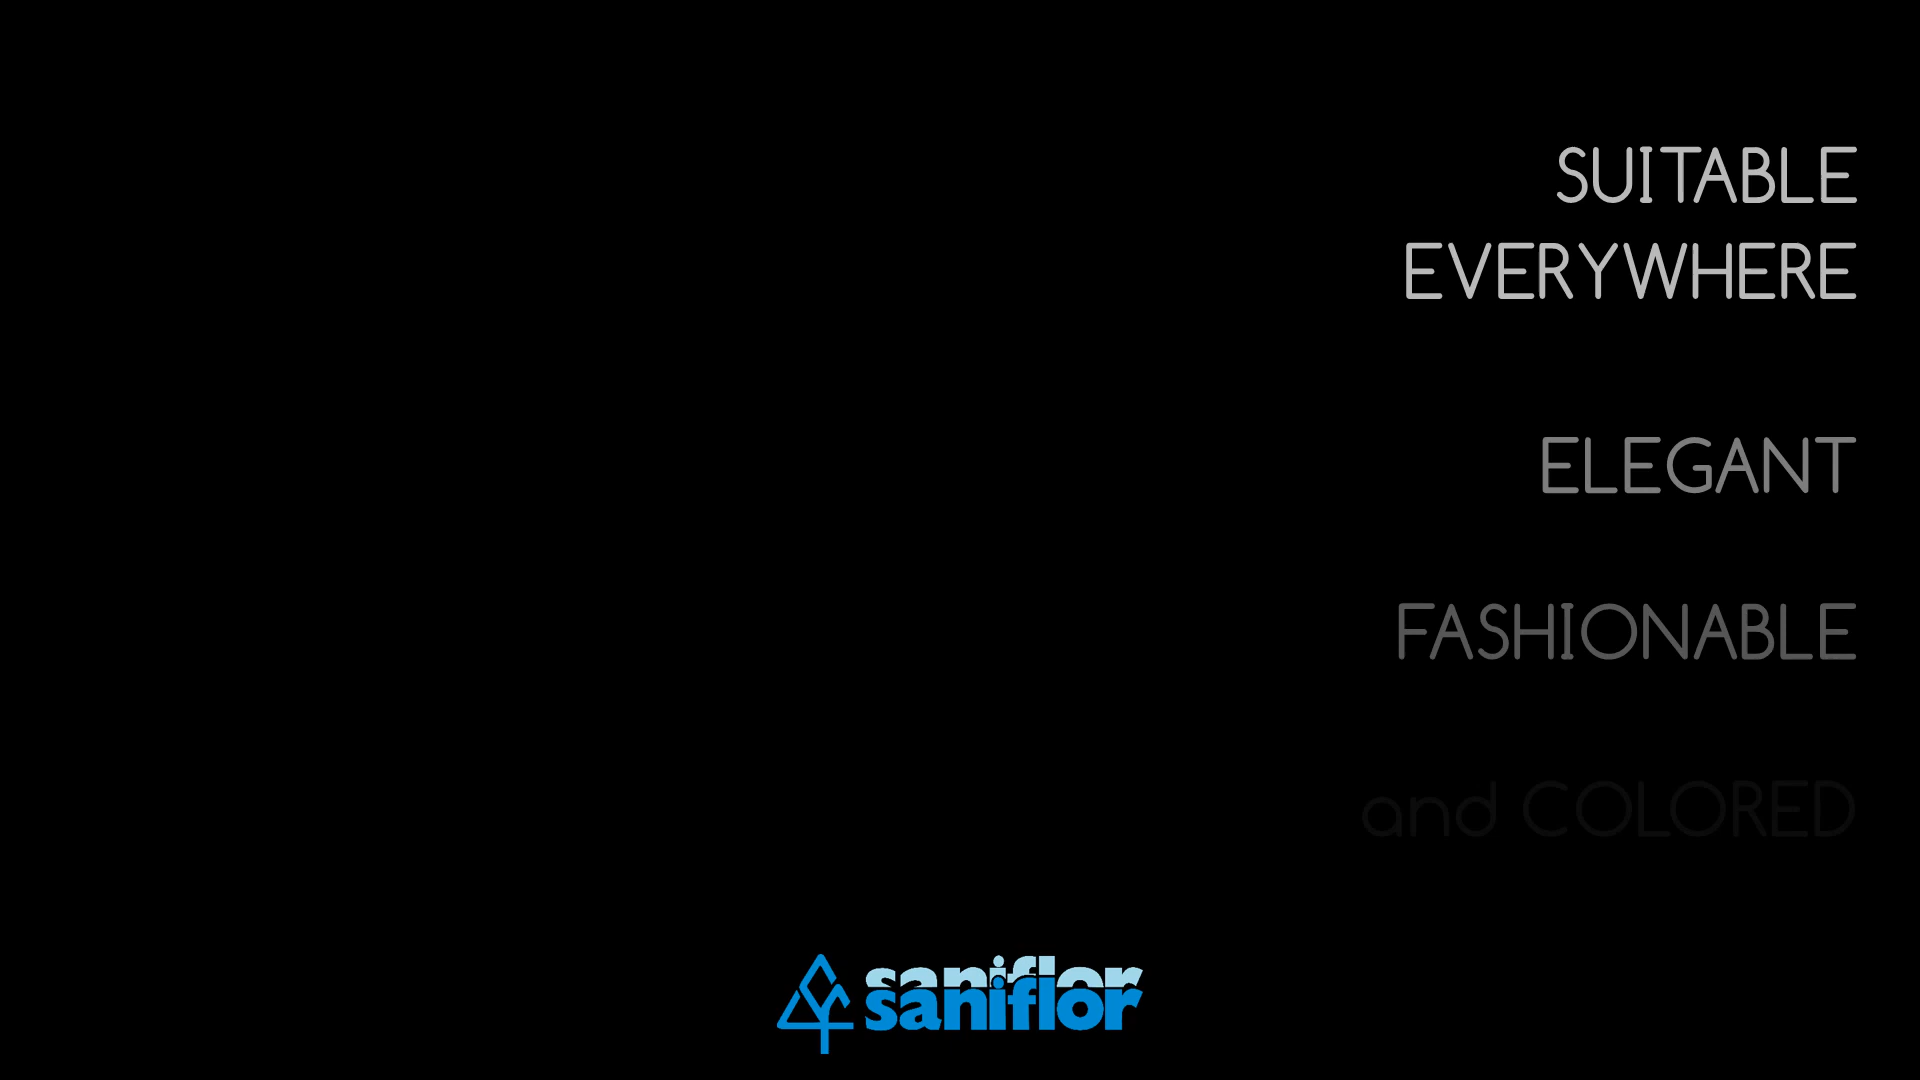 SUITABLE
EVERYWHERE
ELEGANT
FASHIONABLE
and COLORED
saniflor
saniflor